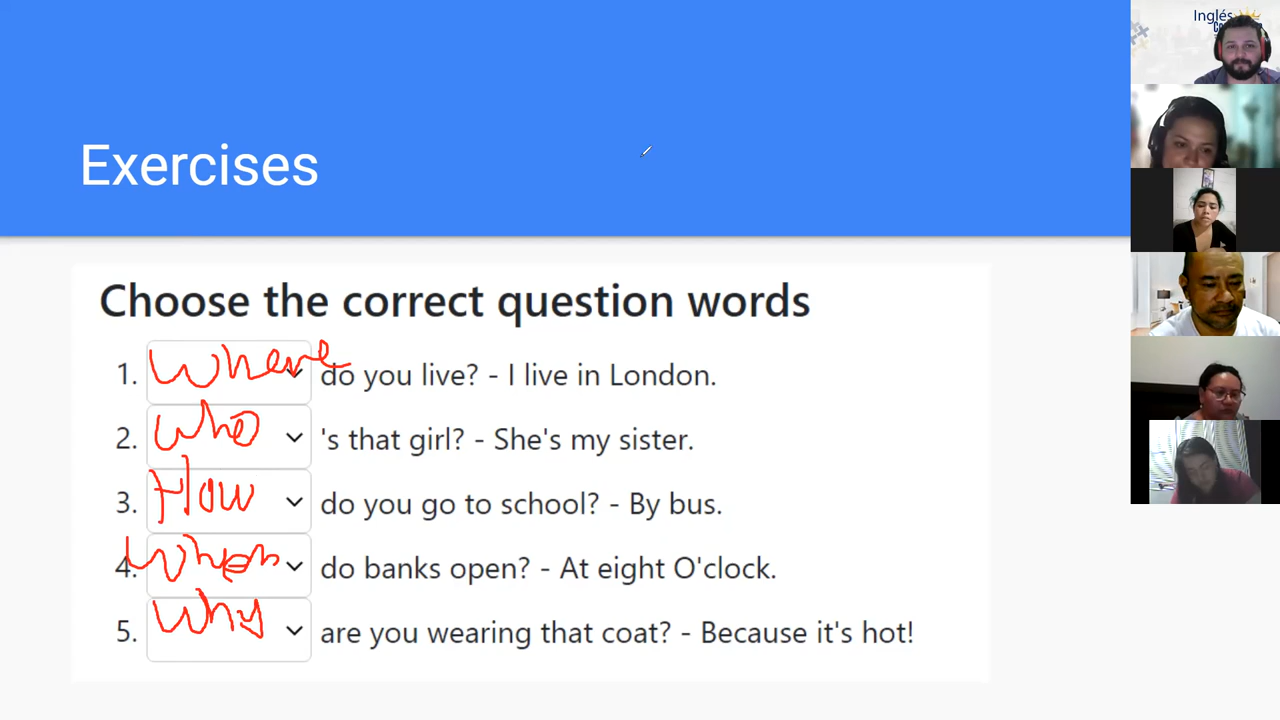 Inglés
Exercises
Choose the correct question words
1. Where do you live? - I live in London.
2. Who 's that girl? - She's my sister.
3. How do you go to school? - By bus.
4. When do banks open? - At eight O'clock.
5. Why are you wearing that coat? - Because it's hot!